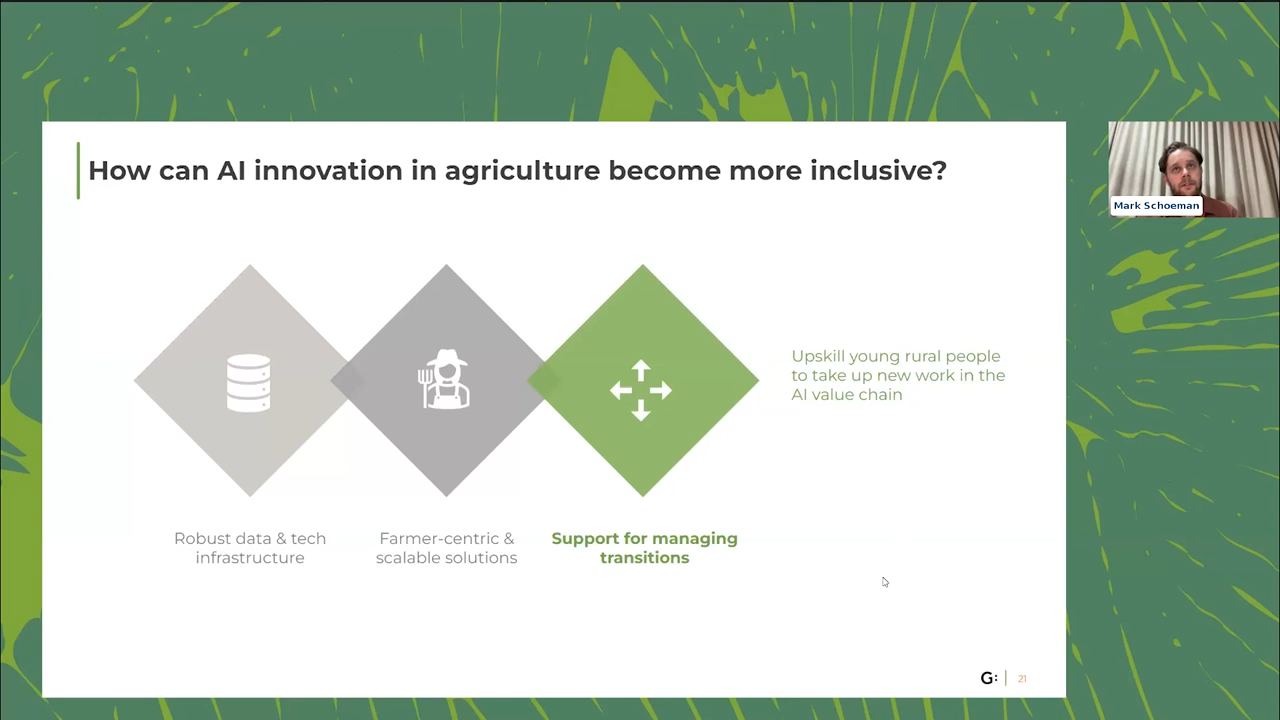 How can AI innovation in agriculture become more inclusive?
Mark Schoeman
Upskill young rural people
to take up new work in the
AI value chain
Robust data & tech
infrastructure
Farmer-centric &
scalable solutions
Support for managing
transitions
G:
21